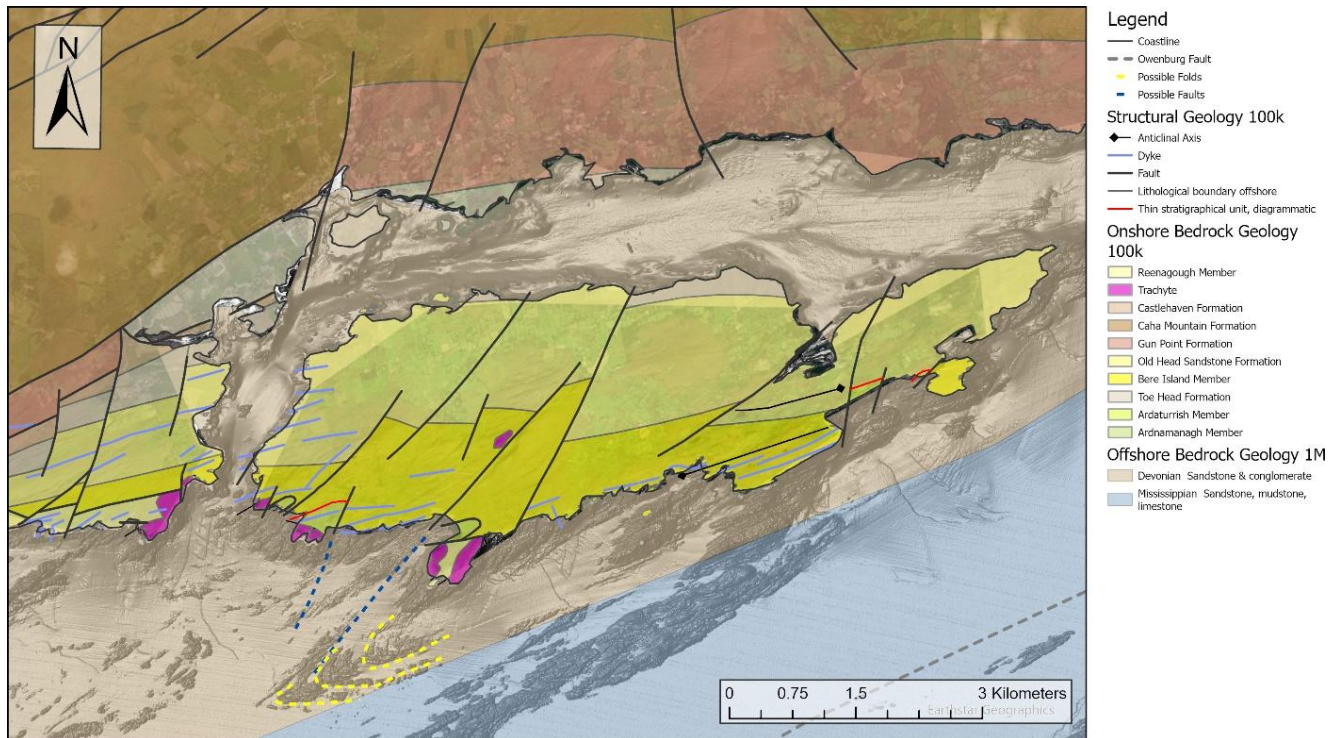 N
Legend
Coastline
Owenburg Fault
Possible Folds
Possible Faults
Structural Geology 100k
Anticlinal Axis
Dyke
Fault
Lithological boundary offshore
Thin stratigraphical unit, diagrammatic
Onshore Bedrock Geology
100k
Reenagough Member
Trachyte
Castlehaven Formation
Caha Mountain Formation
Gun Point Formation
Old Head Sandstone Formation
Bere Island Member
Toe Head Formation
Ardaturrish Member
Ardnamanagh Member
Offshore Bedrock Geology 1M
Devonian Sandstone & conglomerate
Mississippian Sandstone, mudstone,
limestone
0 0.75 1.5 3 Kilometers
Earthstar Geographics